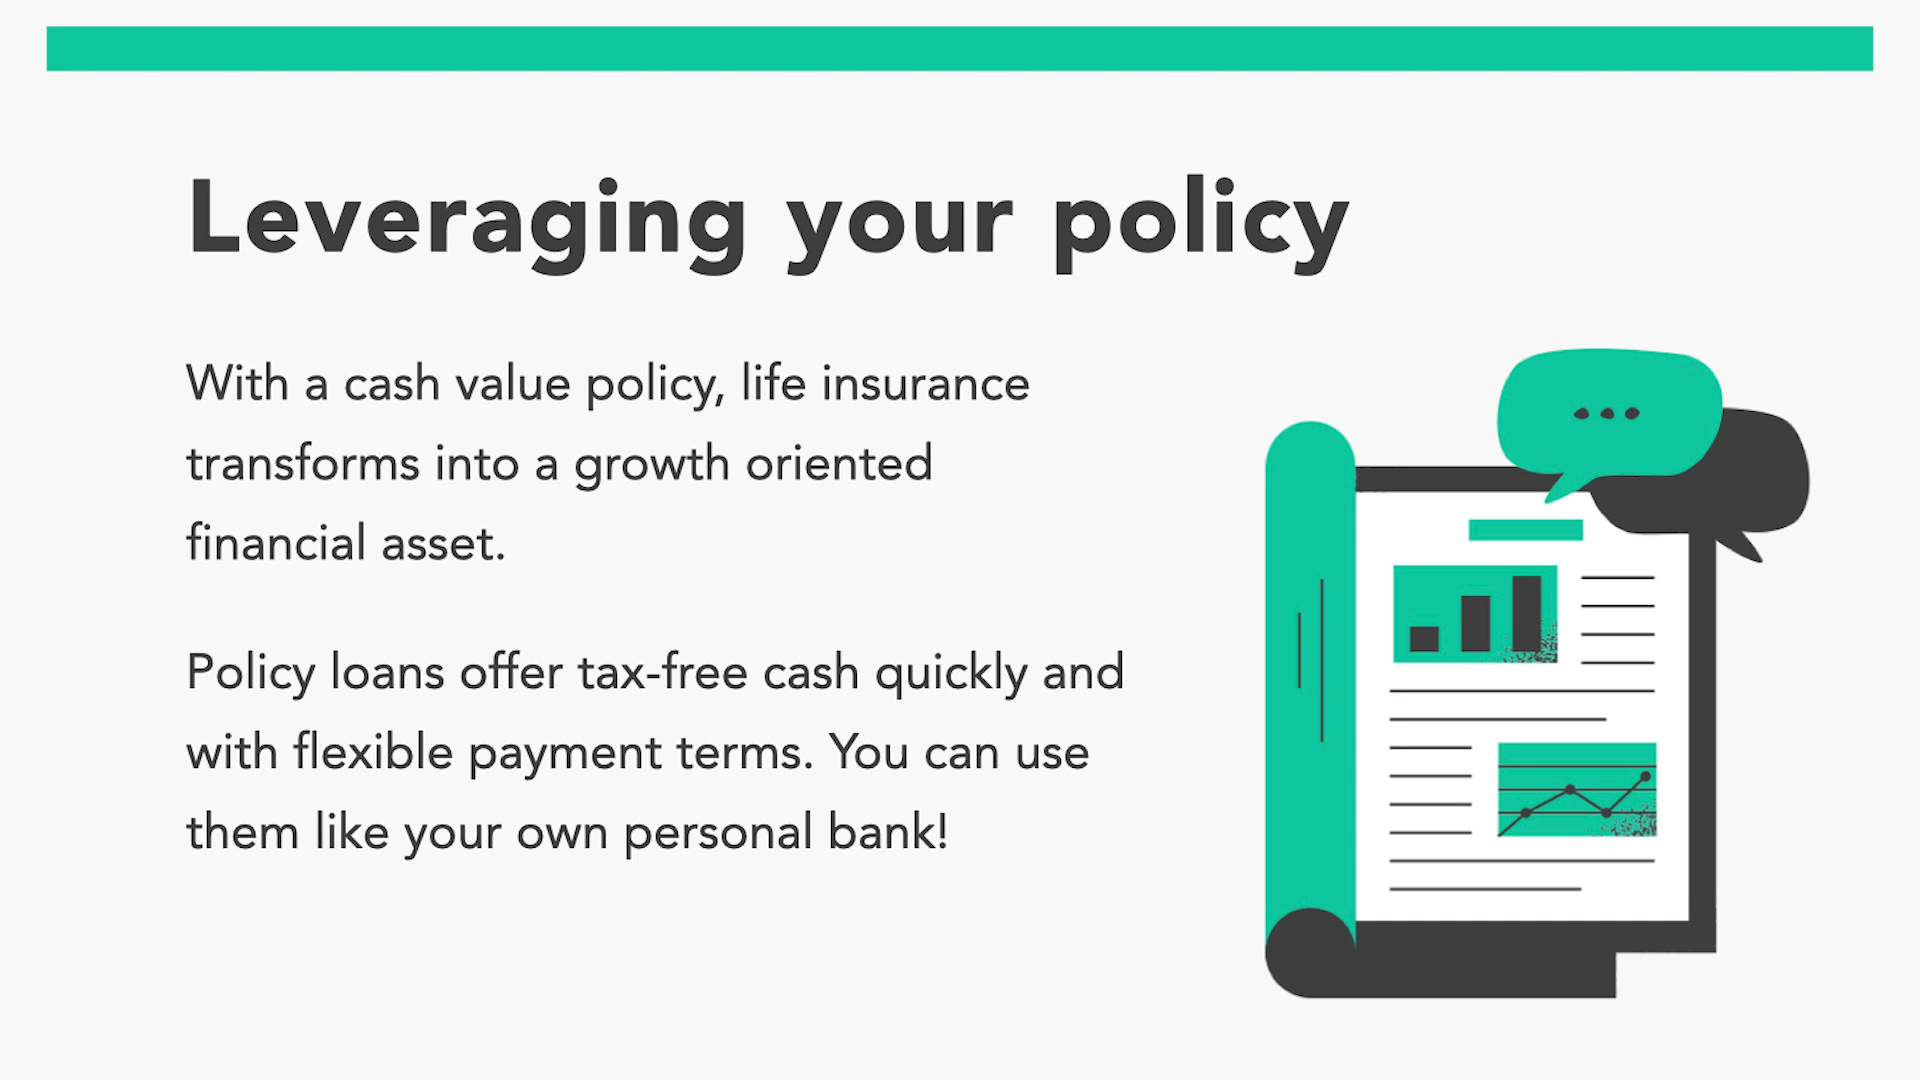 Leveraging your policy
With a cash value policy, life insurance
transforms into a growth oriented
financial asset.
Policy loans offer tax-free cash quickly and
with flexible payment terms. You can use
them like your own personal bank!